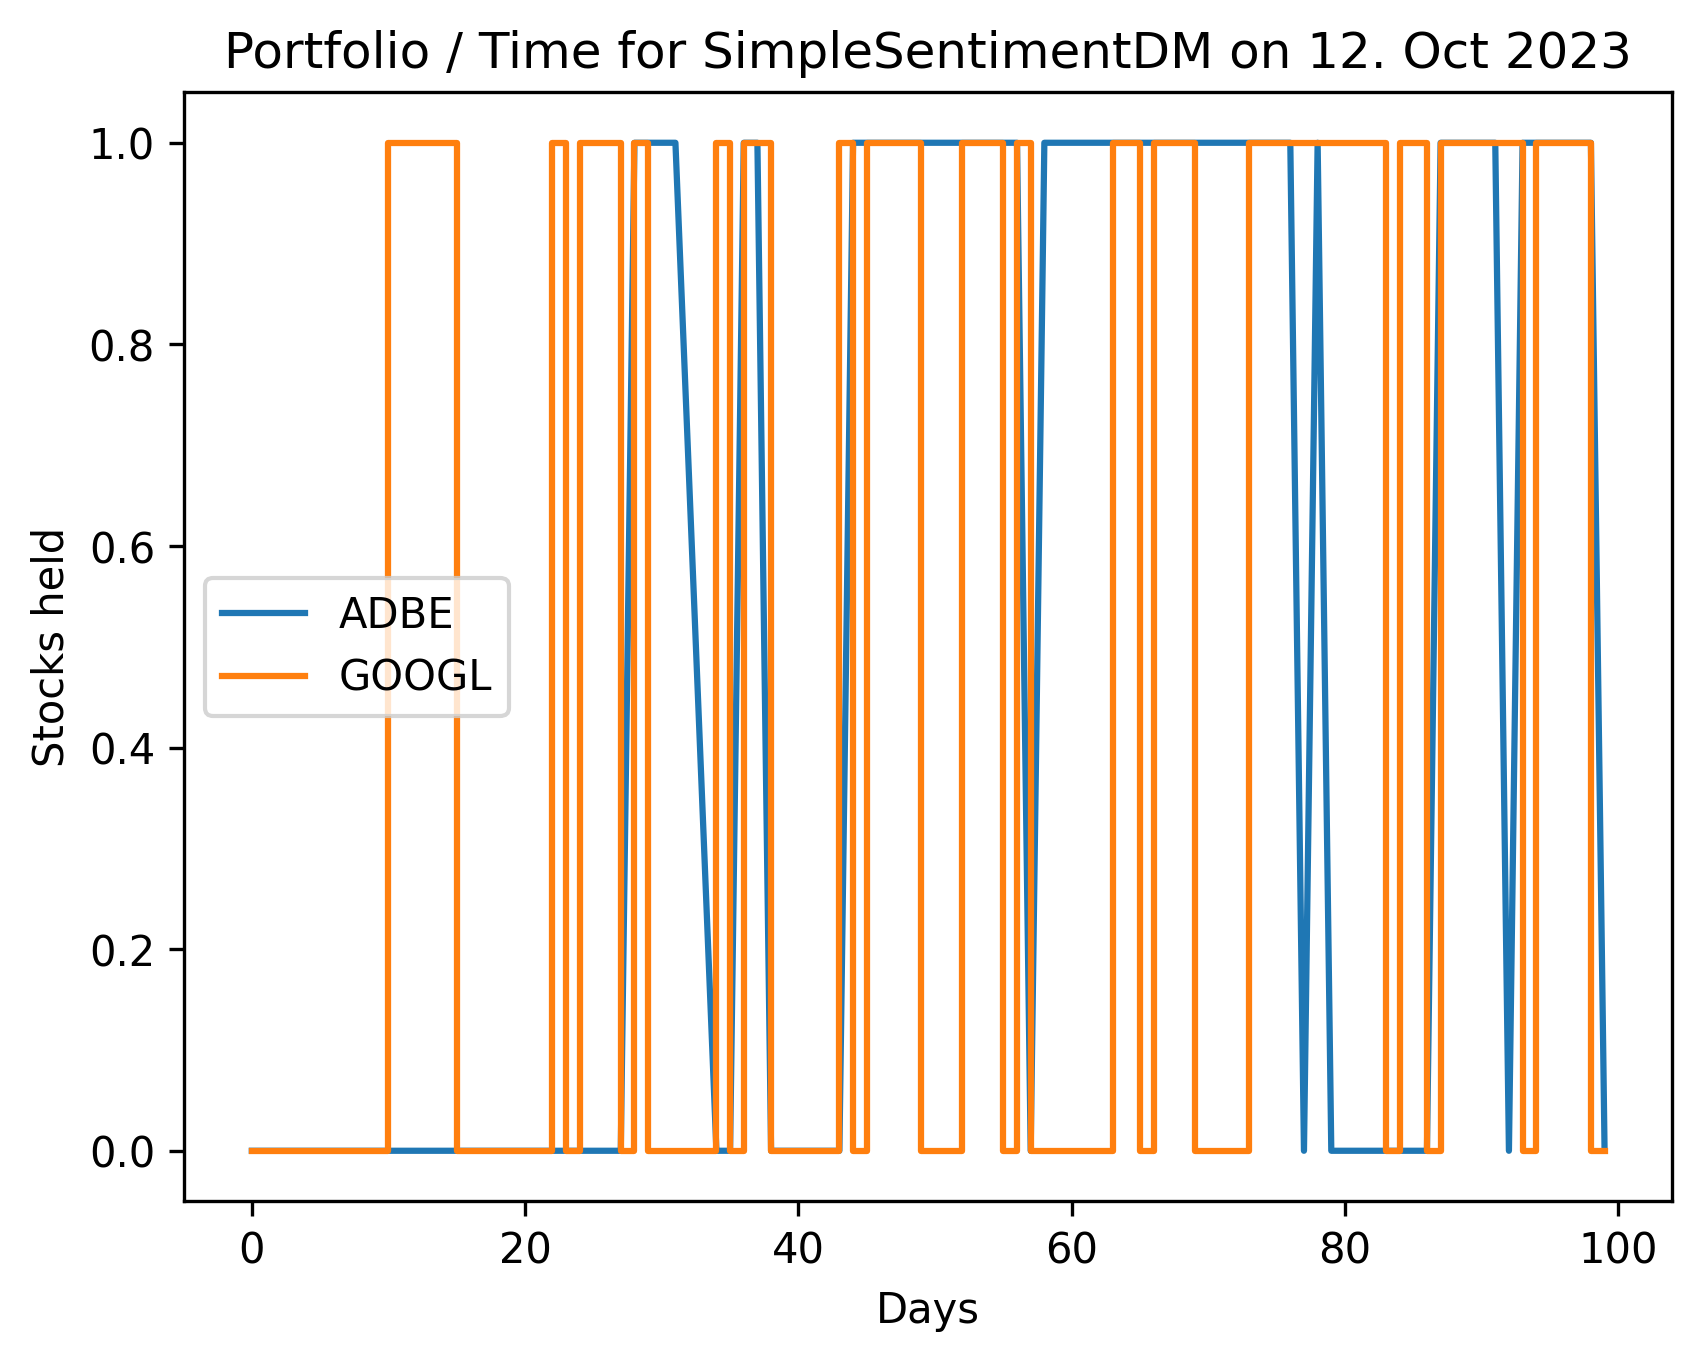 Portfolio / Time for SimpleSentimentDM on 12. Oct 2023
1.0
0.8
0.6
0.4
0.2
0.0
Stocks held
ADBE
GOOGL
0 20 40 60 80 100
Days